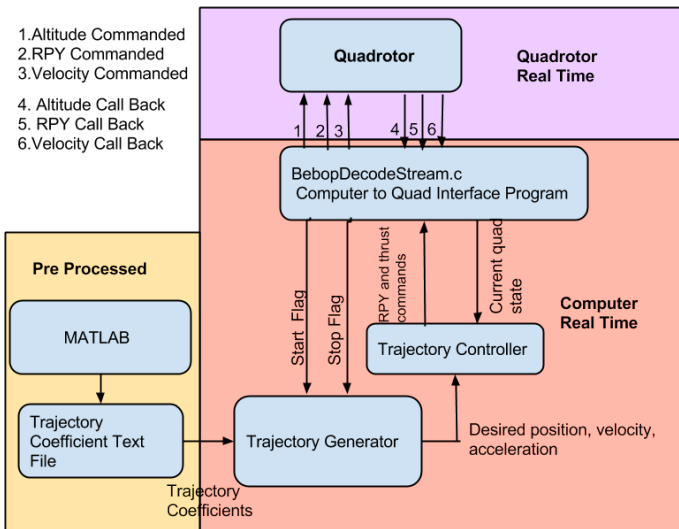 1.Altitude Commanded
2.RPY Commanded
3.Velocity Commanded
4. Altitude Call Back
5. RPY Call Back
6.Velocity Call Back
Quadrotor
Quadrotor
Real Time
1
2
3
4
5
6
BebopDecodeStream.c
Computer to Quad Interface Program
Pre Processed
MATLAB
Trajectory
Coefficient Text
File
Start Flag
Stop Flag
RPY and thrust
commands
Current quad
state
Computer
Real Time
Trajectory Controller
Trajectory Generator
Desired position, velocity,
acceleration
Trajectory
Coefficients